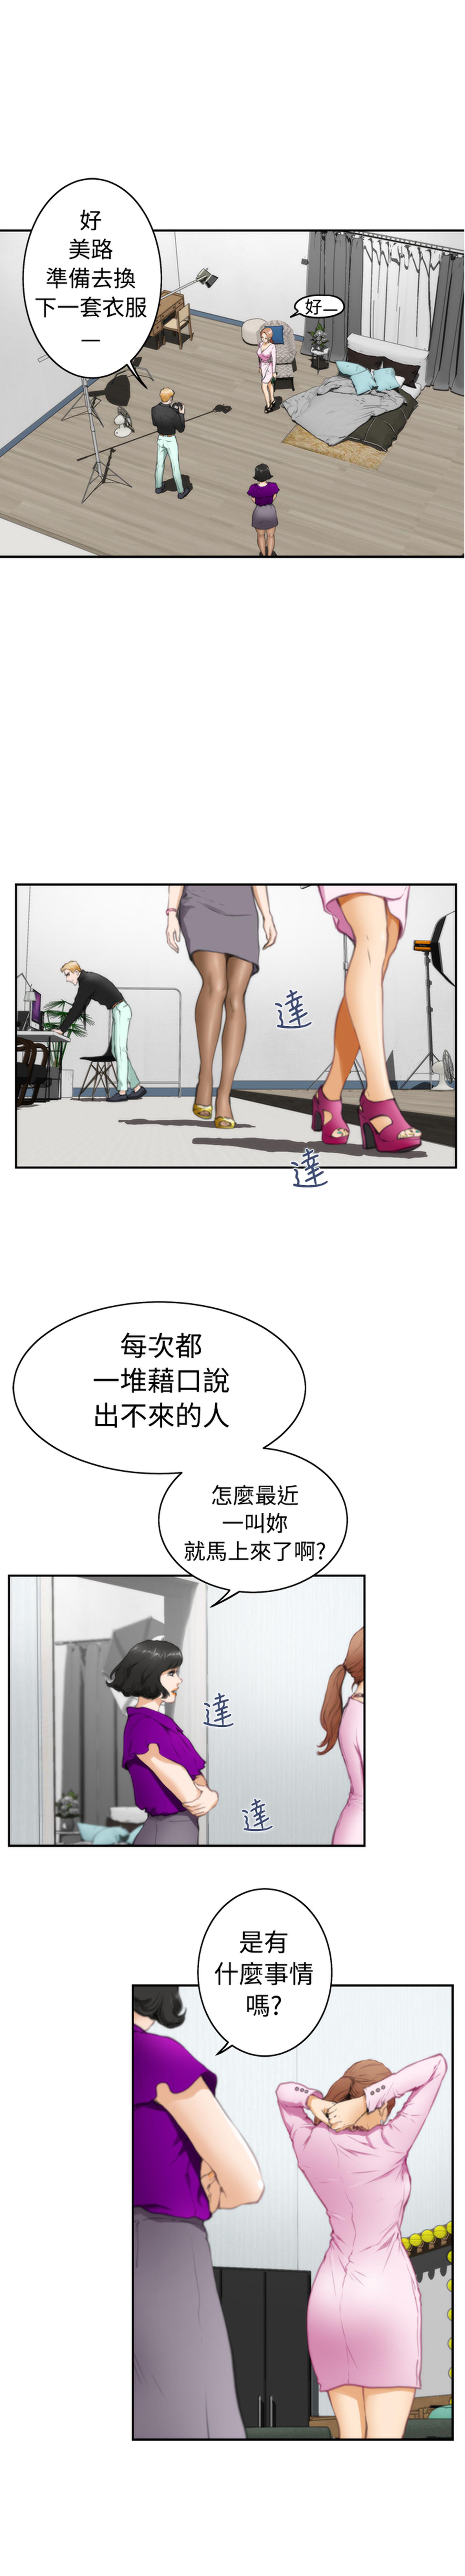 好
美路
準備去換
下一套衣服
—
好—
達
達
每次都
一堆藉口說
出不來的人
怎麼最近
一叫妳
就馬上來了啊?
達
達
是有
什麼事情
嗎?